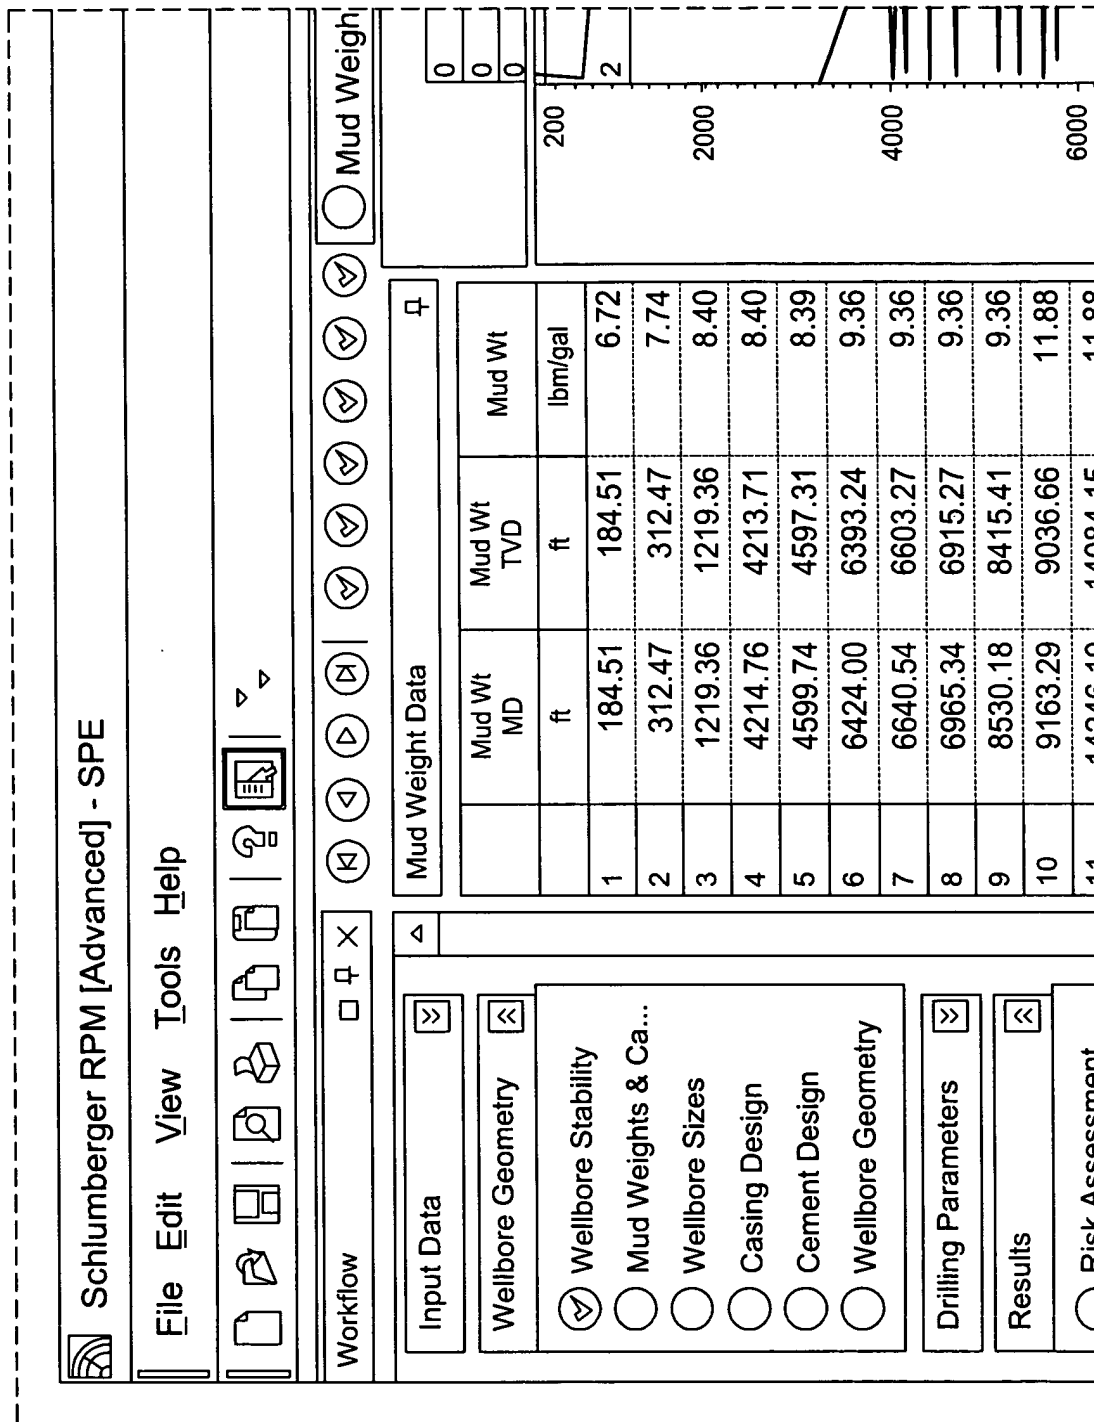 Schlumberger RPM [Advanced] - SPE
File Edit View Tools Help
Workflow
Mud Weigh
Input Data
Wellbore Geometry
Wellbore Stability
Mud Weights & Ca...
Wellbore Sizes
Casing Design
Cement Design
Wellbore Geometry
Drilling Parameters
Results
Risk Assessment
Mud Weight Data
Mud Wt MD Mud Wt TVD Mud Wt
ft ft lbm/gal
1 184.51 184.51 6.72
2 312.47 312.47 7.74
3 1219.36 1219.36 8.40
4 4214.76 4213.71 8.40
5 4599.74 4597.31 8.39
6 6424.00 6393.24 9.36
7 6640.54 6603.27 9.36
8 6965.34 6915.27 9.36
9 8530.18 8415.41 9.36
10 9163.29 9036.66 11.88
11 11.88
0
0
0
2
200
2000
4000
6000